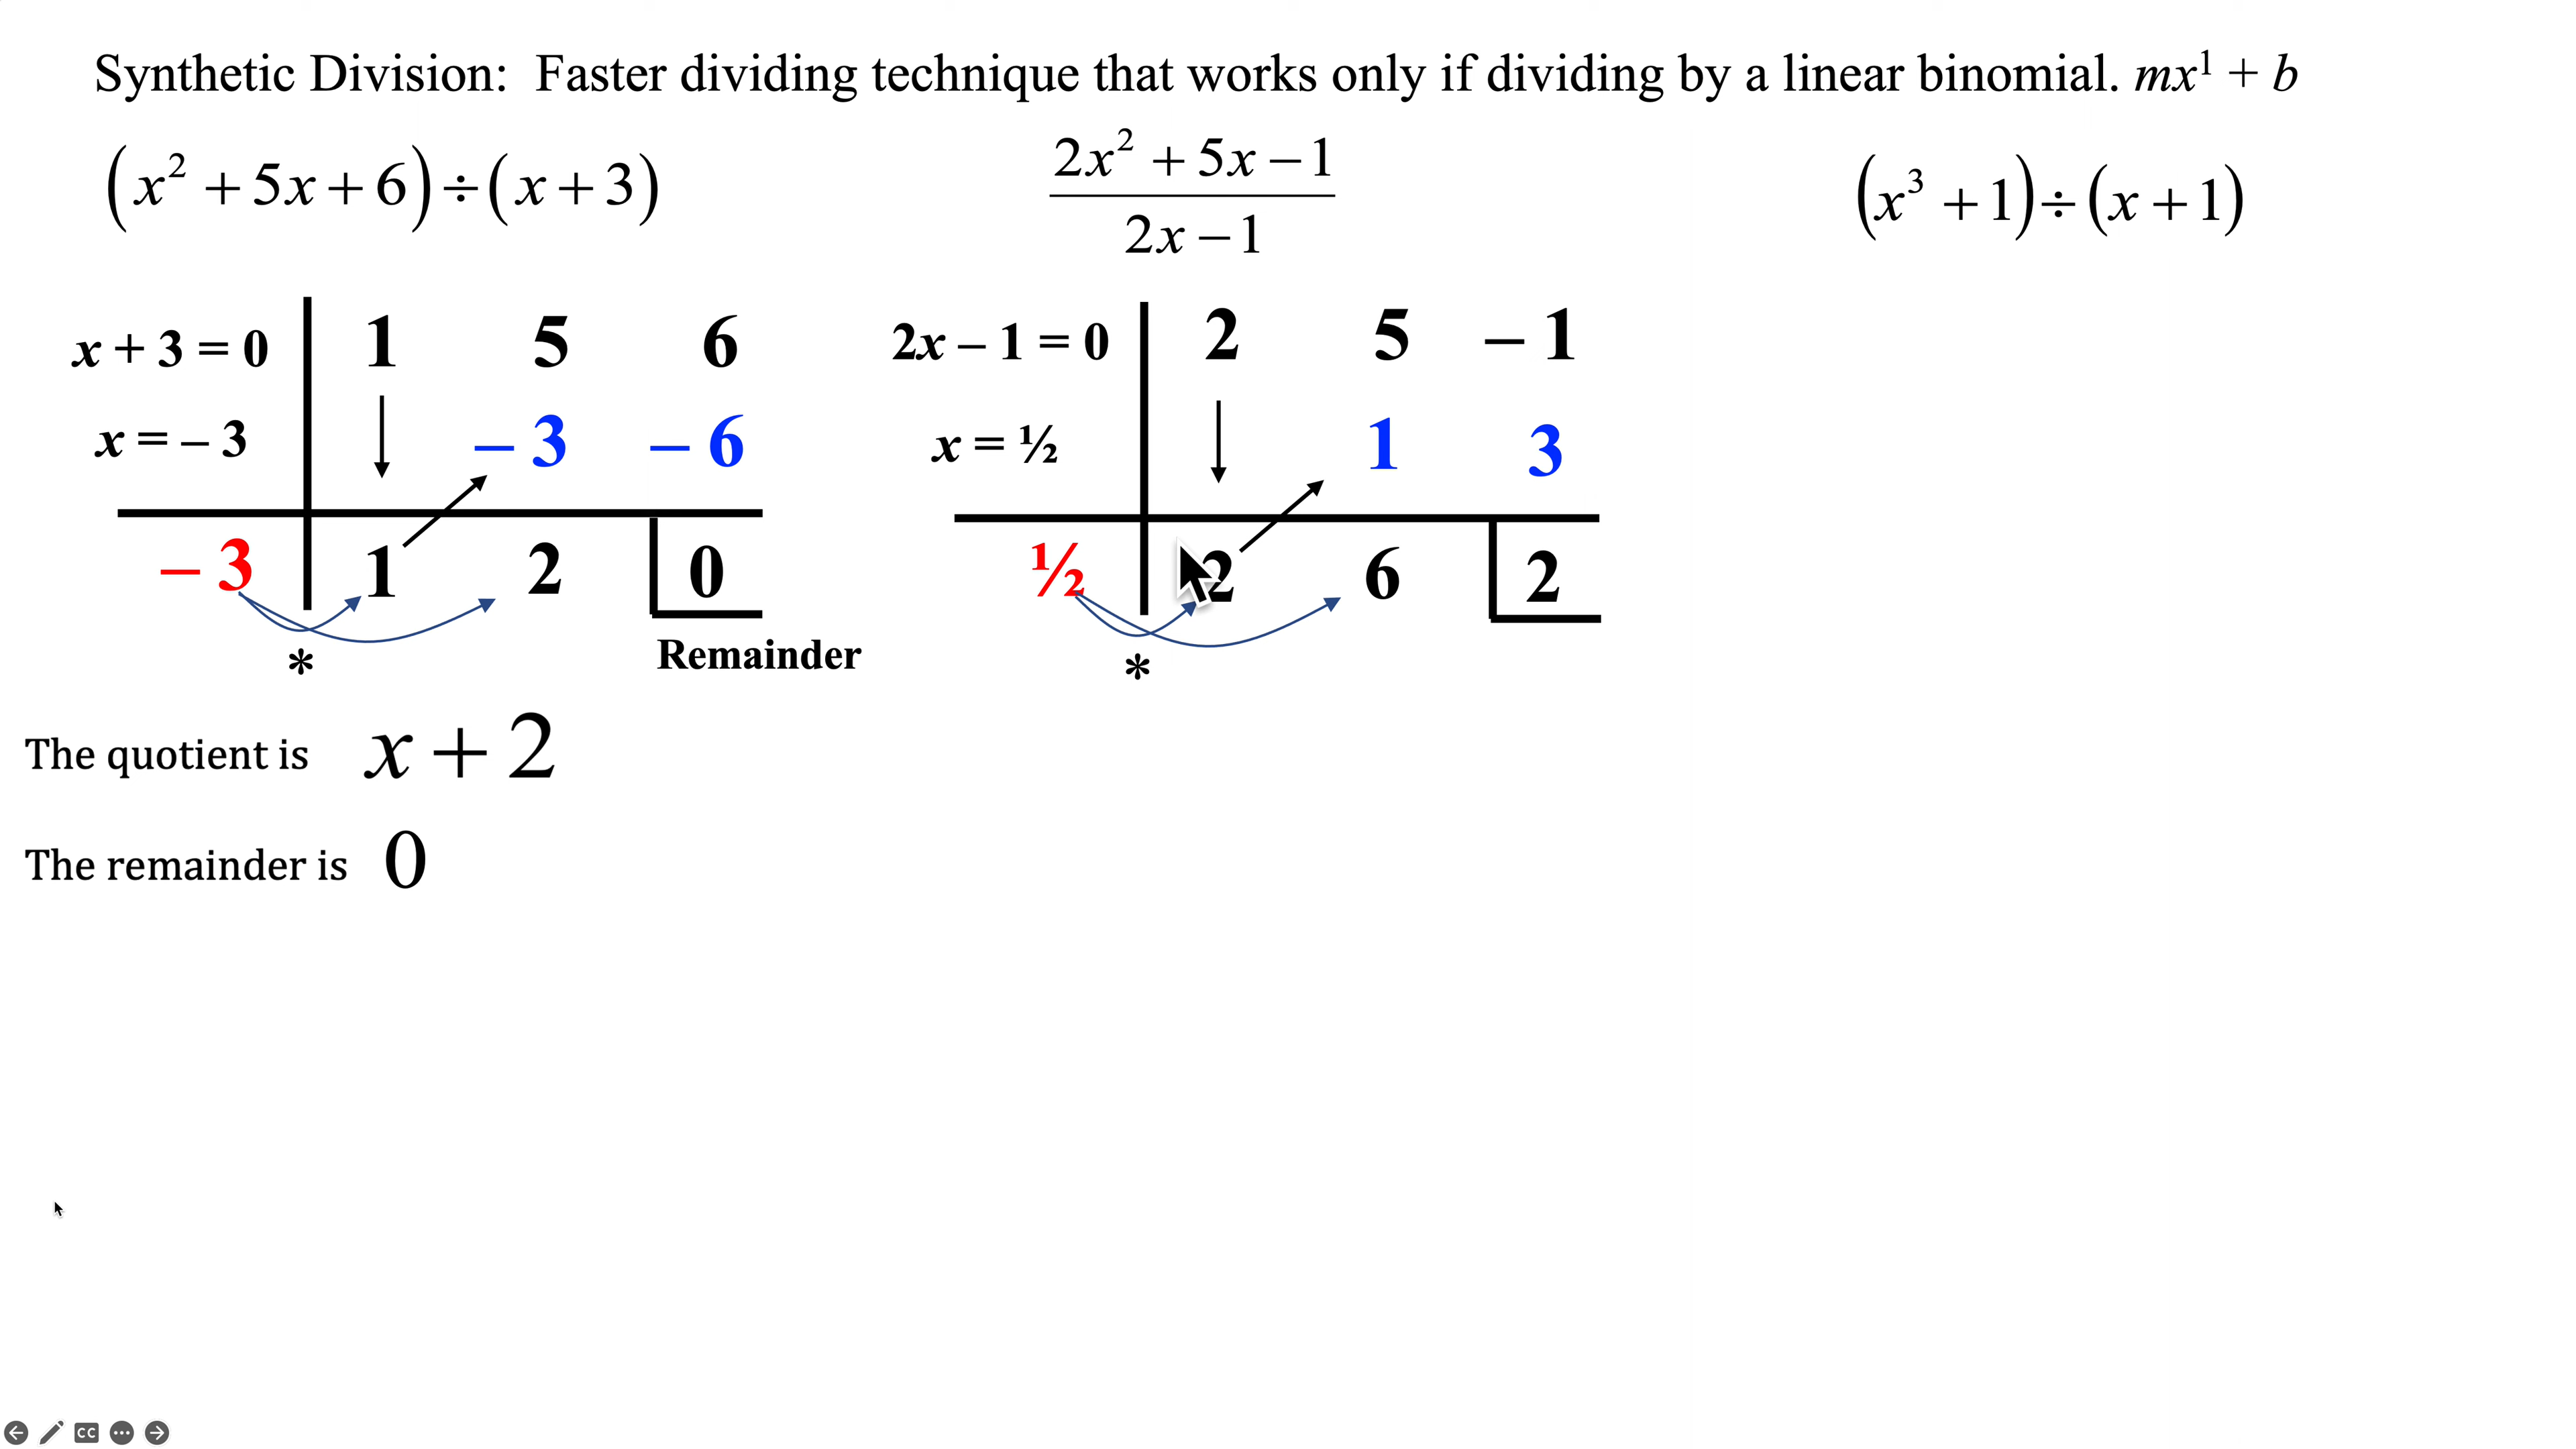 Synthetic Division: Faster dividing technique that works only if dividing by a linear binomial. mx¹ + b
(x² + 5x + 6) ÷ (x + 3)
x + 3 = 0 1 5 6
x = – 3 – 3 – 6
– 3 1 2 0
*
Remainder
The quotient is x + 2
The remainder is 0
2x² + 5x – 1
2x – 1
2x – 1 = 0 2 5 – 1
x = ½ 1 3
½ 2 6 2
*
(x³ + 1) ÷ (x + 1)
CC